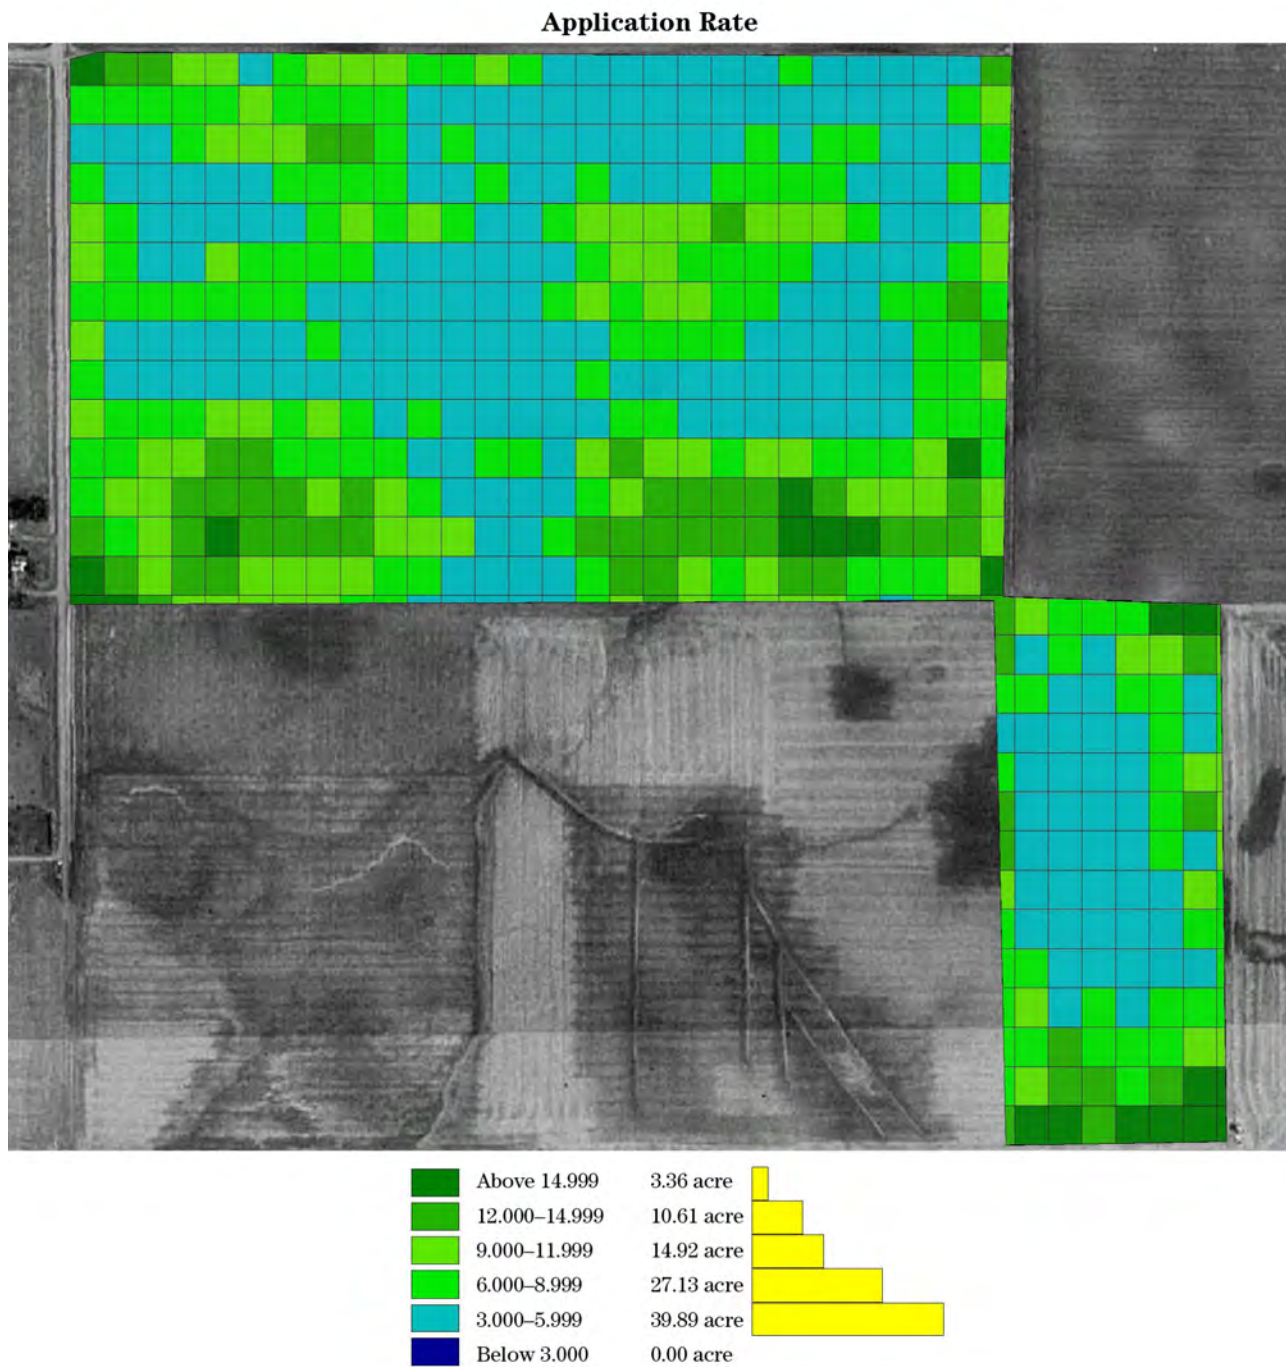 Application Rate
Above 14.999 3.36 acre
12.000–14.999 10.61 acre
9.000–11.999 14.92 acre
6.000–8.999 27.13 acre
3.000–5.999 39.89 acre
Below 3.000 0.00 acre